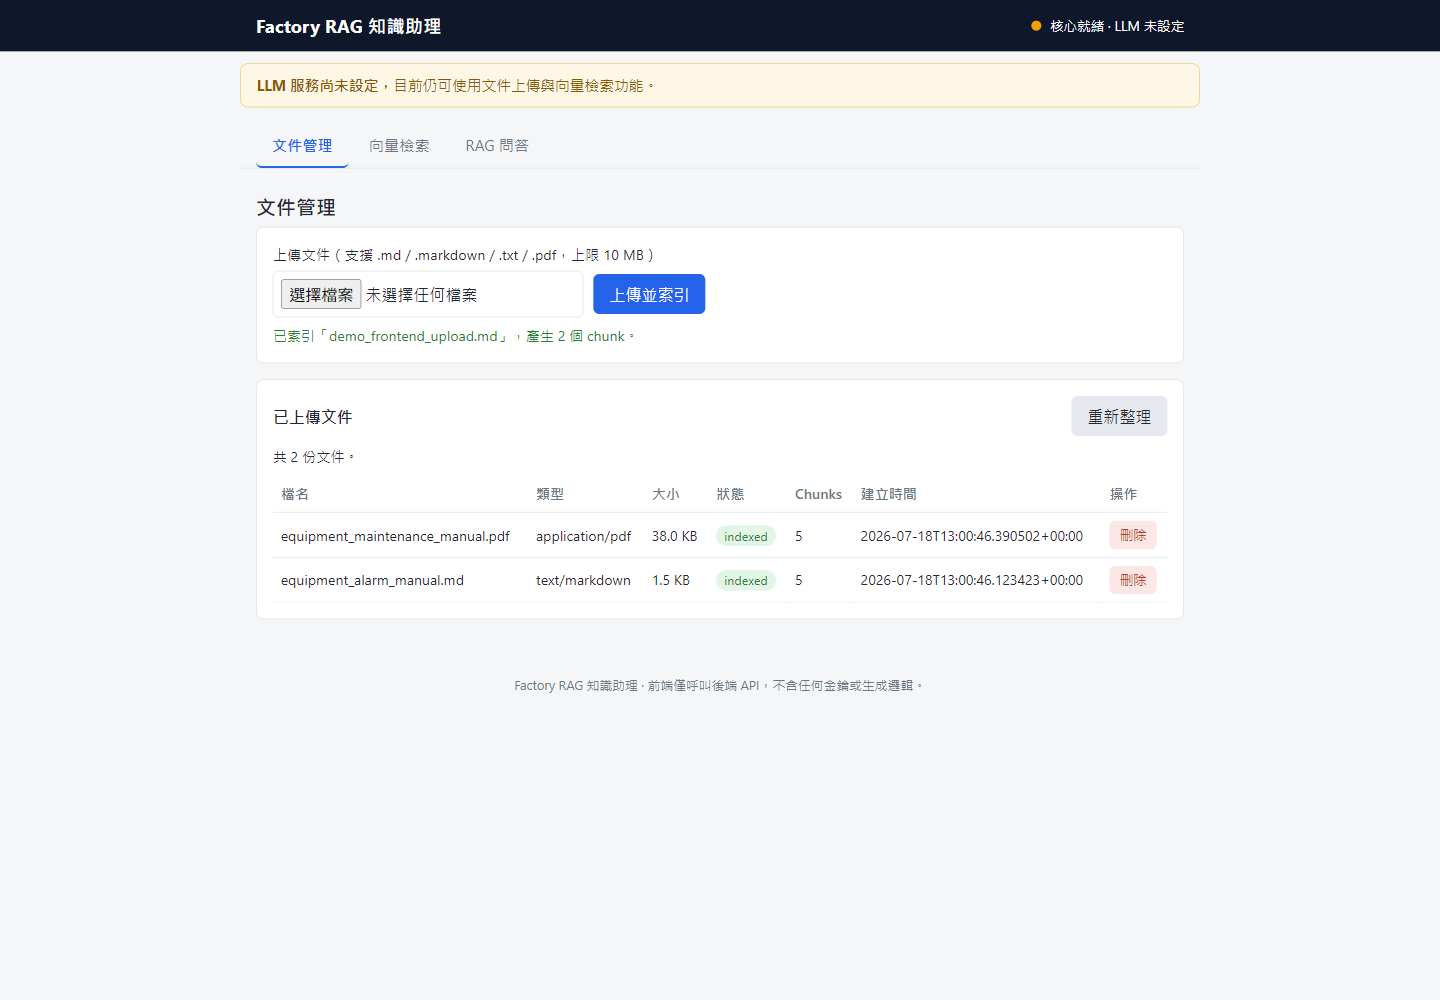 Factory RAG 知識助理
核心就緒 · LLM 未設定
LLM 服務尚未設定，目前仍可使用文件上傳與向量檢索功能。
文件管理 向量檢索 RAG 問答
文件管理
上傳文件（支援 .md / .markdown / .txt / .pdf，上限 10 MB）
選擇檔案 未選擇任何檔案 上傳並索引
已索引「demo_frontend_upload.md」，產生 2 個 chunk。
已上傳文件 重新整理
共 2 份文件。
檔名 類型 大小 狀態 Chunks 建立時間 操作
equipment_maintenance_manual.pdf application/pdf 38.0 KB indexed 5 2026-07-18T13:00:46.390502+00:00 刪除
equipment_alarm_manual.md text/markdown 1.5 KB indexed 5 2026-07-18T13:00:46.123423+00:00 刪除
Factory RAG 知識助理 · 前端僅呼叫後端 API，不含任何金鑰或生成邏輯。